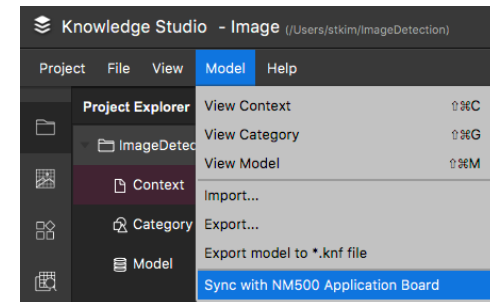 Knowledge Studio - Image (/Users/stkim/ImageDetection)
Project File View Model Help
Project Explorer
ImageDetec
Context
Category
Model
View Context ⇧⌘C
View Category ⇧⌘G
View Model ⇧⌘M
Import...
Export...
Export model to *.knf file
Sync with NM500 Application Board